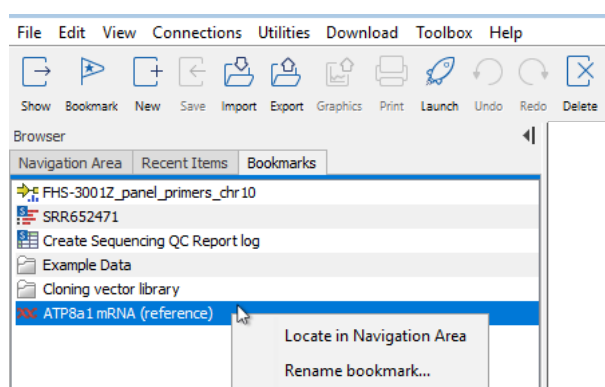 File Edit View Connections Utilities Download Toolbox Help
Show Bookmark New Save Import Export Graphics Print Launch Undo Redo Delete
Browser
Navigation Area Recent Items Bookmarks
FHS-3001Z_panel_primers_chr10
SRR652471
Create Sequencing QC Report log
Example Data
Cloning vector library
ATP8a1 mRNA (reference)
Locate in Navigation Area
Rename bookmark...